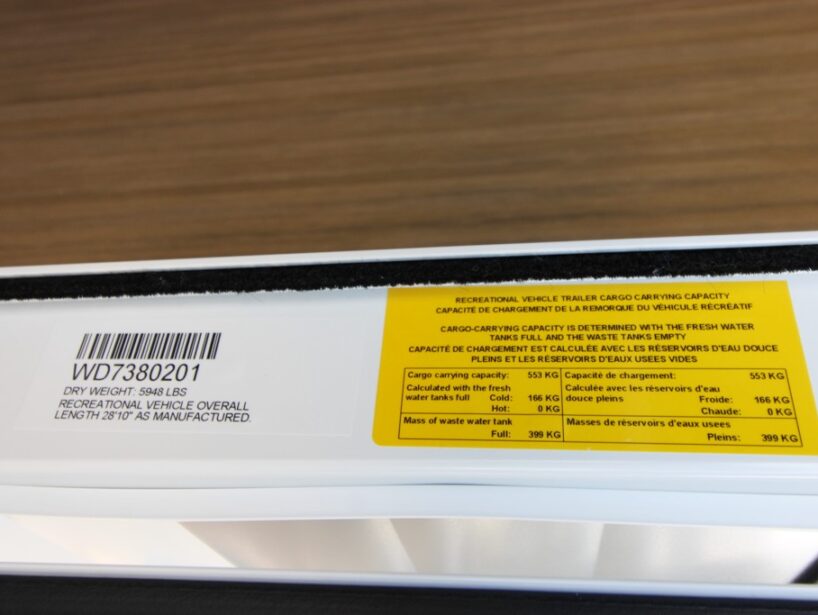 WD7380201
DRY WEIGHT: 5948 LBS
RECREATIONAL VEHICLE OVERALL
LENGTH 28'10" AS MANUFACTURED.
RECREATIONAL VEHICLE TRAILER CARGO CARRYING CAPACITY
CAPACITÉ DE CHARGEMENT DE LA REMORQUE DU VÉHICULE RÉCRÉATIF
CARGO-CARRYING CAPACITY IS DETERMINED WITH THE FRESH WATER
TANKS FULL AND THE WASTE TANKS EMPTY
CAPACITÉ DE CHARGEMENT EST CALCULÉE AVEC LES RÉSERVOIRS D'EAU DOUCE
PLEINS ET LES RÉSERVOIRS D'EAUX USEES VIDES
Cargo carrying capacity: 553 KG
Calculated with the fresh
water tanks full Cold: 166 KG
Hot: 0 KG
Mass of waste water tank
Full: 399 KG
Capacité de chargement: 553 KG
Calculée avec les réservoirs d'eau
douce pleins Froide: 166 KG
Chaude: 0 KG
Masses de réservoirs d'eaux usees
Pleins: 399 KG